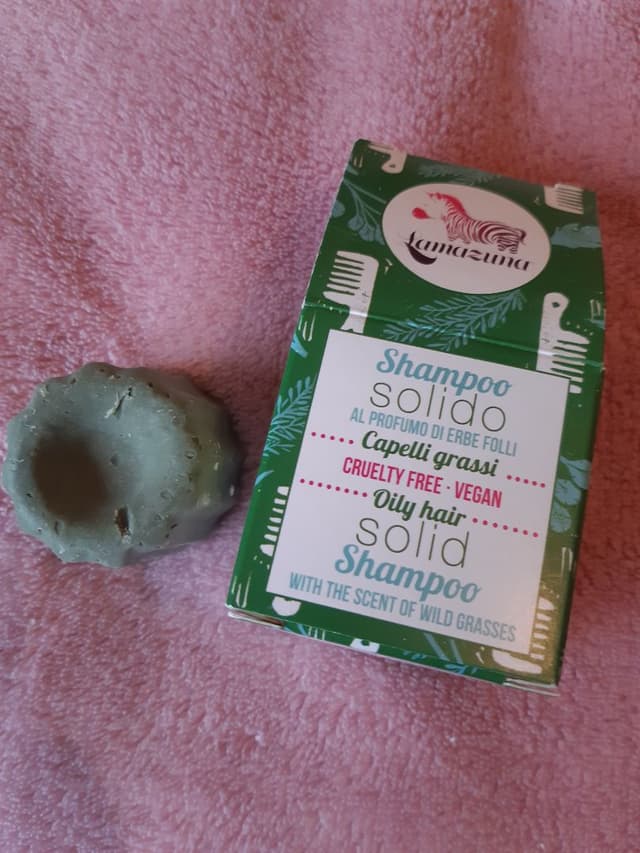 Lamazuna
Shampoo
solido
AL PROFUMO DI ERBE FOLLI
Capelli grassi
CRUELTY FREE · VEGAN
Oily hair
solid
Shampoo
WITH THE SCENT OF WILD GRASSES